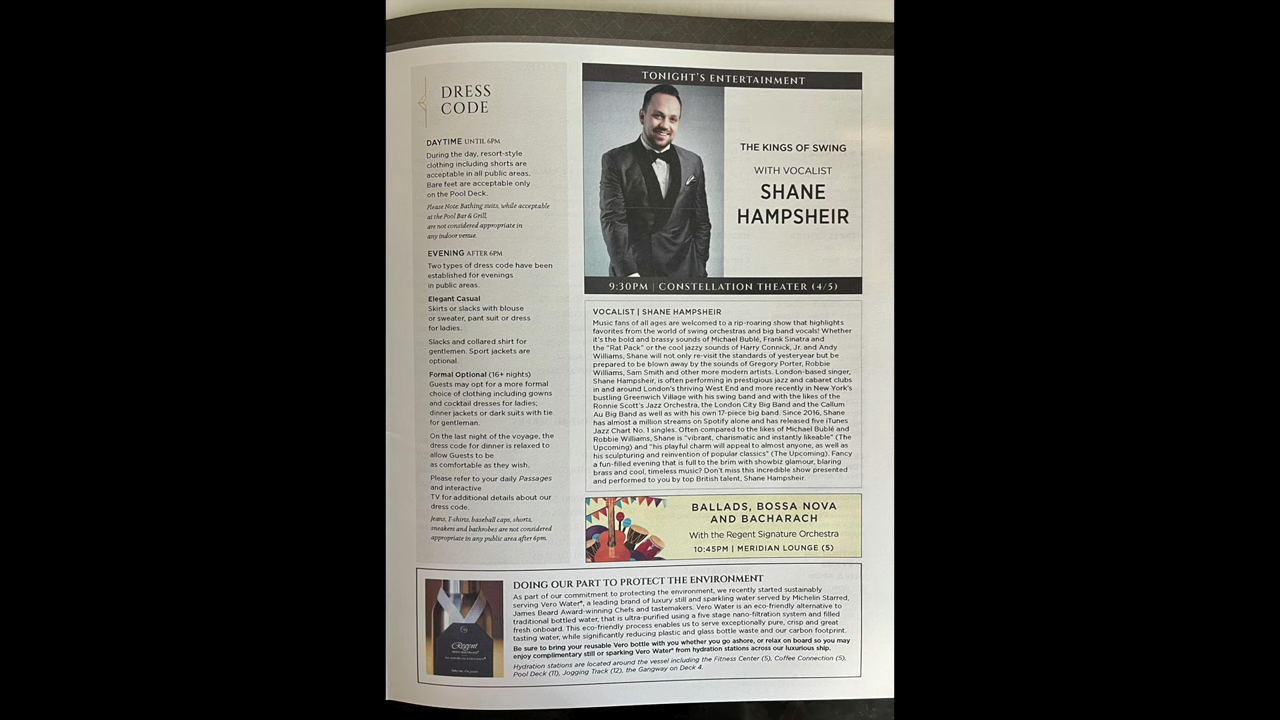 DRESS
CODE
DAYTIME UNTIL 6PM
During the day, resort-style
clothing including shorts are
acceptable in all public areas.
Bare feet are acceptable only
on the Pool Deck.
Please Note: Bathing suits, while acceptable
at the Pool Bar & Grill,
are not considered appropriate in
any indoor venue.
EVENING AFTER 6PM
Two types of dress code have been
established for evenings
in public areas.
Elegant Casual
Skirts or slacks with blouse
or sweater, pant suit or dress
for ladies.
Slacks and collared shirt for
gentlemen. Sport jackets are
optional.
Formal Optional (16+ nights)
Guests may opt for a more formal
choice of clothing including gowns
and cocktail dresses for ladies;
dinner jackets or dark suits with tie
for gentleman.
On the last night of the voyage, the
dress code for dinner is relaxed to
allow Guests to be
as comfortable as they wish.
Please refer to your daily Passages
and interactive
TV for additional details about our
dress code.
Jeans, T-shirts, baseball caps, shorts,
sneakers and bathrobes are not considered
appropriate in any public area after 6pm.
TONIGHT'S ENTERTAINMENT
THE KINGS OF SWING
WITH VOCALIST
SHANE
HAMPSHEIR
9:30PM | CONSTELLATION THEATER (4/5)
VOCALIST | SHANE HAMPSHEIR
Music fans of all ages are welcomed to a rip-roaring show that highlights
favorites from the world of swing orchestras and big band vocals! Whether
it's the bold and brassy sounds of Michael Bublé, Frank Sinatra and
the "Rat Pack" or the cool jazzy sounds of Harry Connick, Jr. and Andy
Williams, Shane will not only re-visit the standards of yesteryear but be
prepared to be blown away by the sounds of Gregory Porter, Robbie
Williams, Sam Smith and other more modern artists. London-based singer,
Shane Hampsheir, is often performing in prestigious jazz and cabaret clubs
in and around London's thriving West End and more recently in New York's
bustling Greenwich Village with his swing band and with the likes of the
Ronnie Scott's Jazz Orchestra, the London City Big Band and the Callum
Au Big Band as well as with his own 17-piece big band. Since 2016, Shane
has almost a million streams on Spotify alone and has released five iTunes
Jazz Chart No. 1 singles. Often compared to the likes of Michael Bublé and
Robbie Williams, Shane is "vibrant, charismatic and instantly likeable" (The
Upcoming) and "his playful charm will appeal to almost anyone, as well as
his sculpturing and reinvention of popular classics" (The Upcoming). Fancy
a fun-filled evening that is full to the brim with showbiz glamour, blaring
brass and cool, timeless music? Don't miss this incredible show presented
and performed to you by top British talent, Shane Hampsheir.
BALLADS, BOSSA NOVA
AND BACHARACH
With the Regent Signature Orchestra
10:45PM | MERIDIAN LOUNGE (5)
Regent
DOING OUR PART TO PROTECT THE ENVIRONMENT
As part of our commitment to protecting the environment, we recently started sustainably
serving Vero Water®, a leading brand of luxury still and sparkling water served by Michelin Starred,
James Beard Award-winning Chefs and tastemakers. Vero Water is an eco-friendly alternative to
traditional bottled water, that is ultra-purified using a five stage nano-filtration system and filled
fresh onboard. This eco-friendly process enables us to serve exceptionally pure, crisp and great
tasting water, while significantly reducing plastic and glass bottle waste and our carbon footprint.
Be sure to bring your reusable Vero bottle with you whether you go ashore, or relax on board so you may
enjoy complimentary still or sparkling Vero Water® from hydration stations across our luxurious ship.
Hydration stations are located around the vessel including the Fitness Center (5), Coffee Connection (5),
Pool Deck (11), Jogging Track (12), the Gangway on Deck 4.